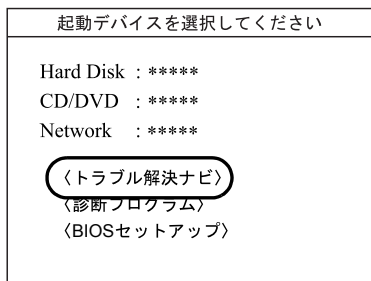 起動デバイスを選択してください
Hard Disk : *****
CD/DVD : *****
Network : *****
〈トラブル解決ナビ〉
〈診断プログラム〉
〈BIOSセットアップ〉